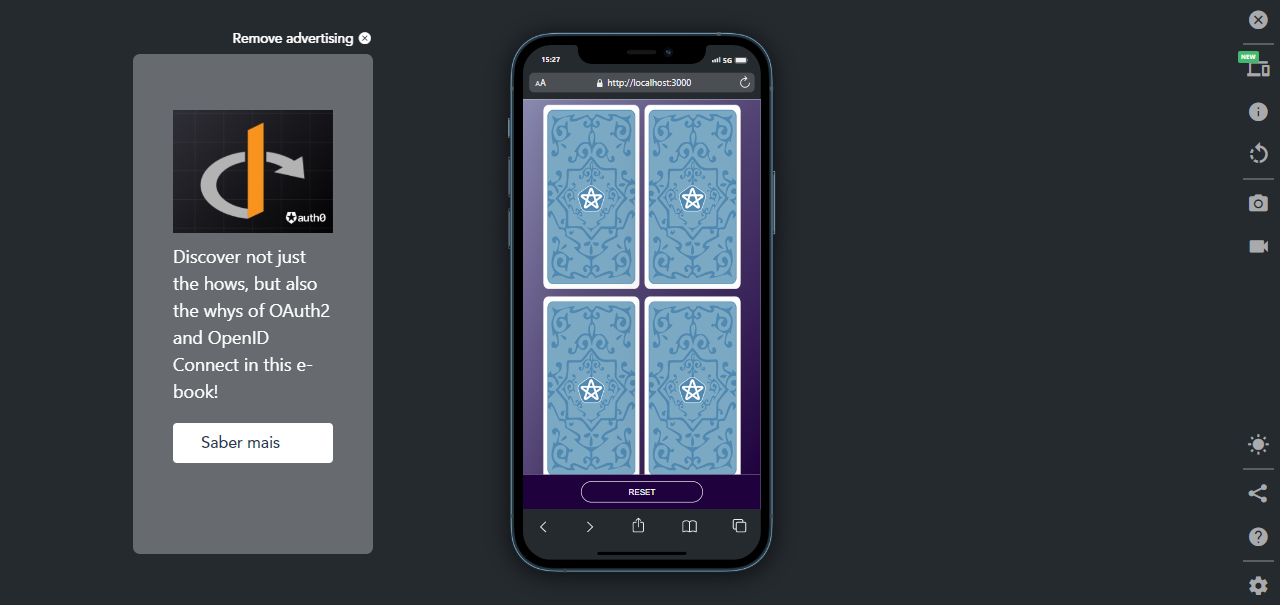 Remove advertising
auth0
Discover not just
the hows, but also
the whys of OAuth2
and OpenID
Connect in this e-
book!
Saber mais
15:27
5G
AA
http://localhost:3000
RESET
NEW